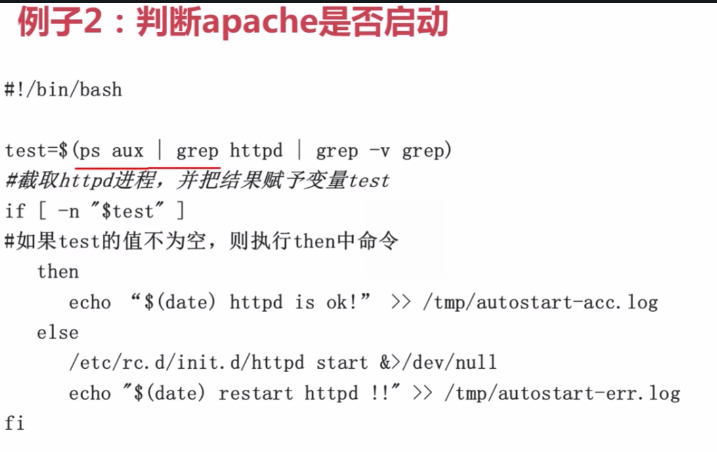 例子2：判断apache是否启动
#!/bin/bash
test=$(ps aux | grep httpd | grep -v grep)
#截取httpd进程，并把结果赋予变量test
if [ -n "$test" ]
#如果test的值不为空，则执行then中命令
then
echo “$(date) httpd is ok!” >> /tmp/autostart-acc.log
else
/etc/rc.d/init.d/httpd start &>/dev/null
echo "$(date) restart httpd !!" >> /tmp/autostart-err.log
fi